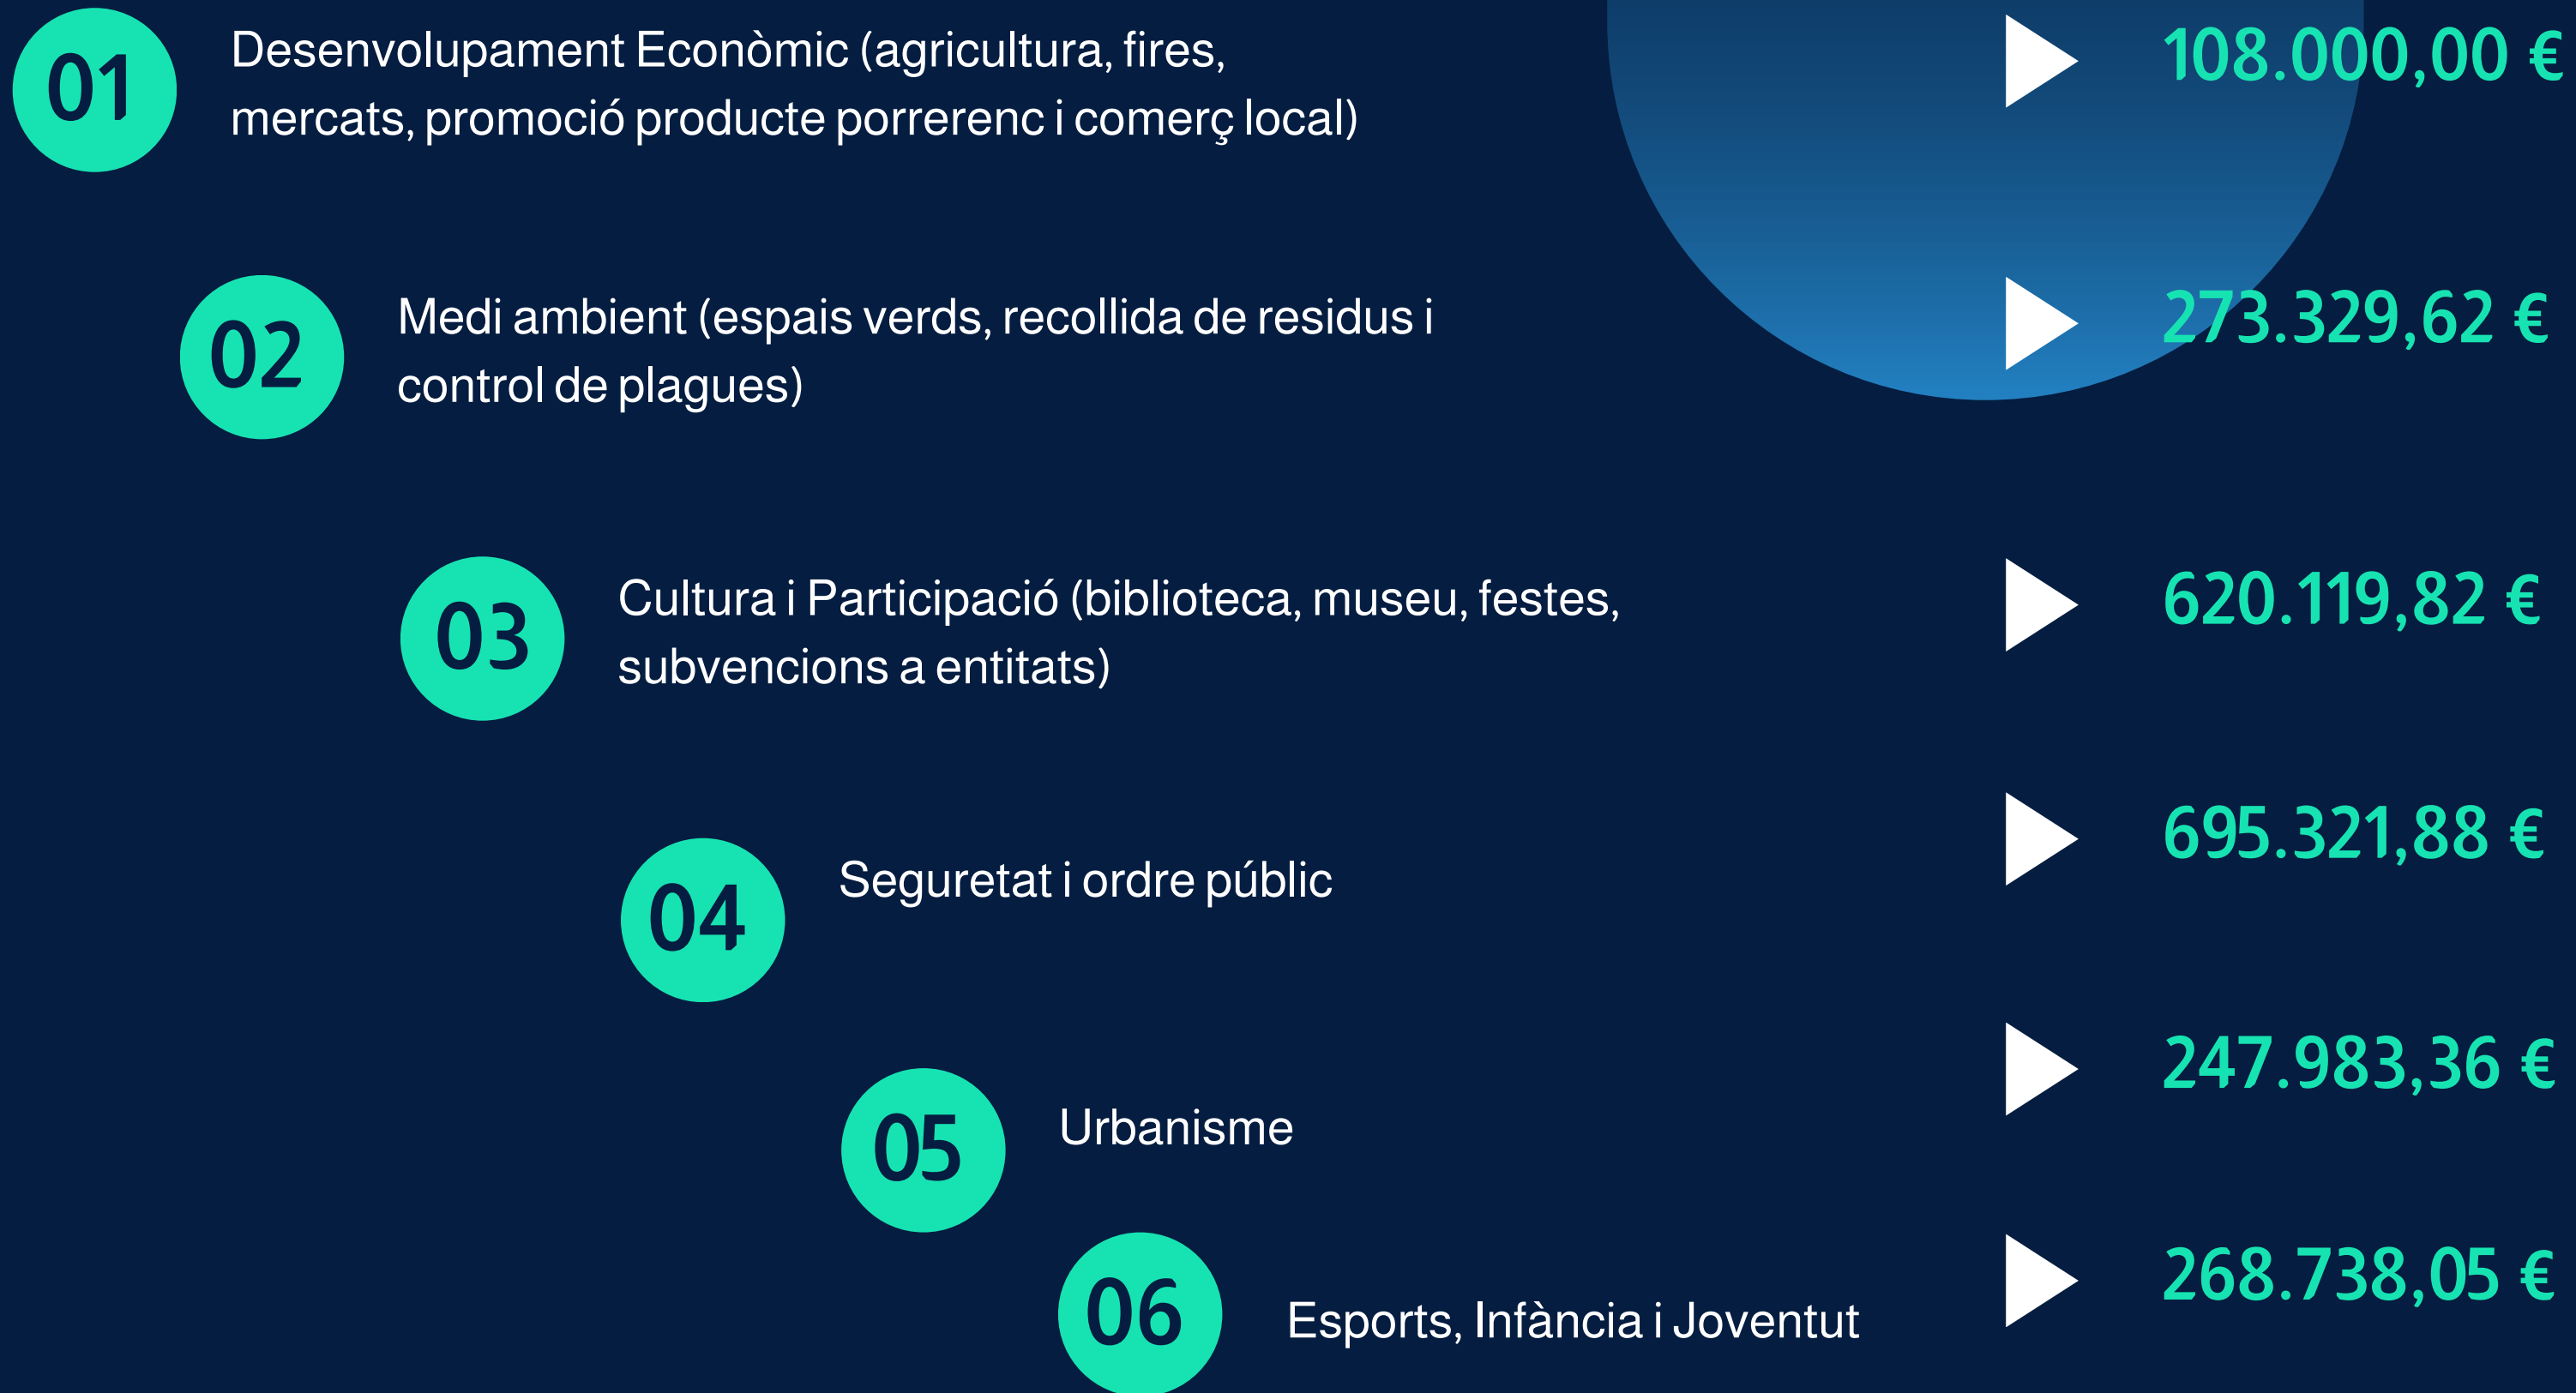 01
Desenvolupament Econòmic (agricultura, fires,
mercats, promoció producte porrerenc i comerç local)
108.000,00 €
02
Medi ambient (espais verds, recollida de residus i
control de plagues)
273.329,62 €
03
Cultura i Participació (biblioteca, museu, festes,
subvencions a entitats)
620.119,82 €
04
Seguretat i ordre públic
695.321,88 €
05
Urbanisme
247.983,36 €
06
Esports, Infància i Joventut
268.738,05 €